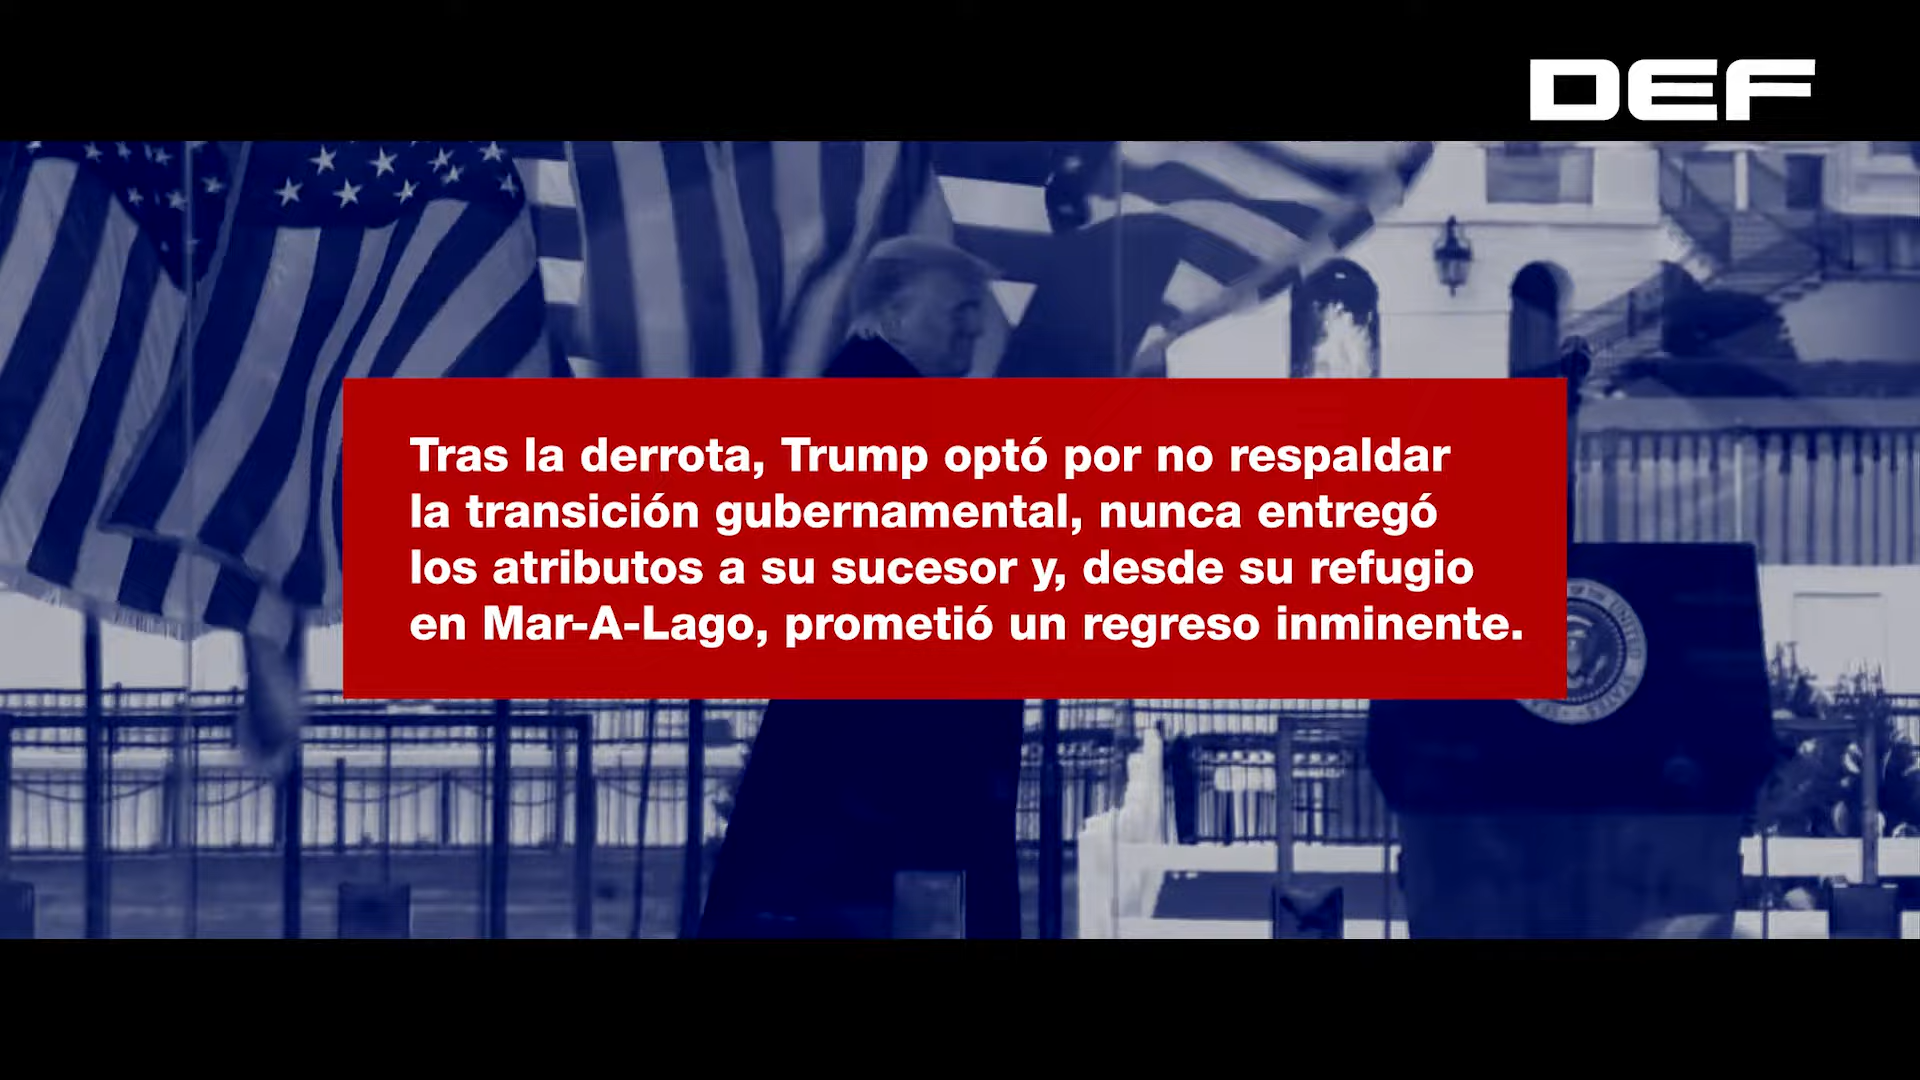 DEF
Tras la derrota, Trump optó por no respaldar
la transición gubernamental, nunca entregó
los atributos a su sucesor y, desde su refugio
en Mar-A-Lago, prometió un regreso inminente.